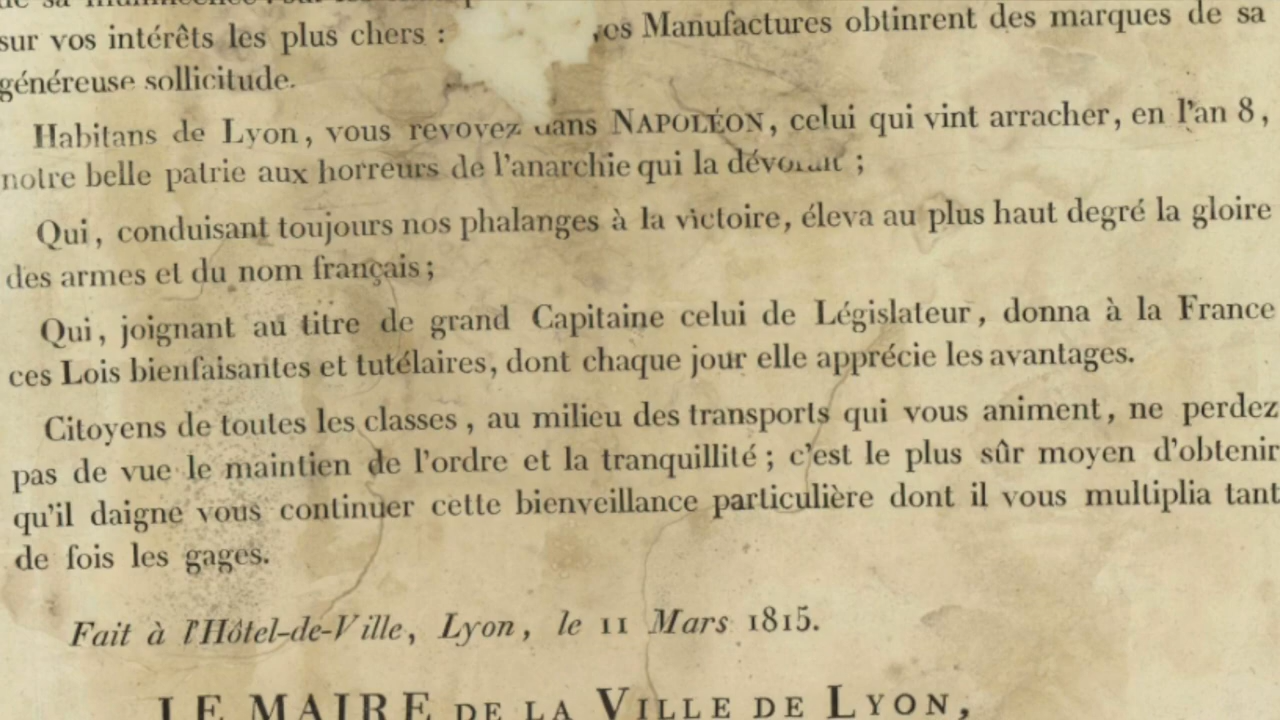 sur vos intérêts les plus chers : Manufactures obtinrent des marques de sa
généreuse sollicitude.
Habitans de Lyon, vous revoyez dans NAPOLÉON, celui qui vint arracher, en l'an 8,
notre belle patrie aux horreurs de l'anarchie qui la dévorait ;
Qui, conduisant toujours nos phalanges à la victoire, éleva au plus haut degré la gloire
des armes et du nom français ;
Qui, joignant au titre de grand Capitaine celui de Législateur, donna à la France
ces Lois bienfaisantes et tutélaires, dont chaque jour elle apprécie les avantages.
Citoyens de toutes les classes, au milieu des transports qui vous animent, ne perdez
pas de vue le maintien de l'ordre et la tranquillité ; c'est le plus sûr moyen d'obtenir
qu'il daigne vous continuer cette bienveillance particulière dont il vous multiplia tant
de fois les gages.
Fait à l'Hôtel-de-Ville, Lyon, le 11 Mars 1815.
LE MAIRE DE LA VILLE DE LYON,